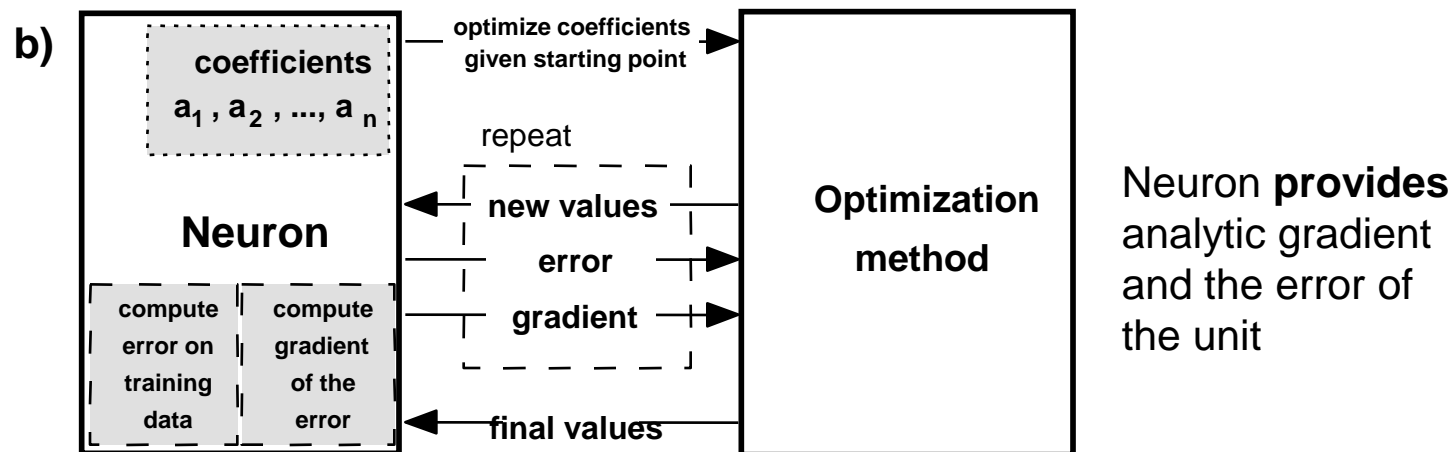 b)
coefficients
a1 , a2 , ..., a n
Neuron
compute
error on
training
data
compute
gradient
of the
error
optimize coefficients
given starting point
repeat
new values
error
gradient
final values
Optimization
method
Neuron provides
analytic gradient
and the error of
the unit